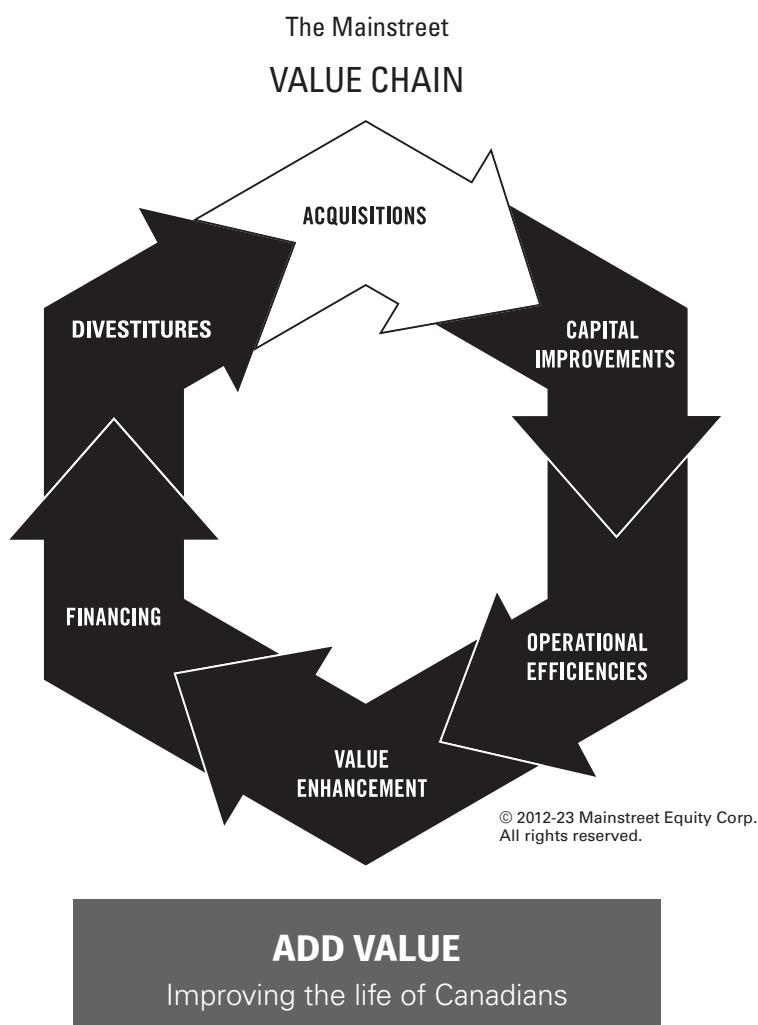 The Mainstreet
VALUE CHAIN
ACQUISITIONS
CAPITAL
IMPROVEMENTS
OPERATIONAL
EFFICIENCIES
VALUE
ENHANCEMENT
FINANCING
DIVESTITURES
© 2012-23 Mainstreet Equity Corp.
All rights reserved.
ADD VALUE
Improving the life of Canadians